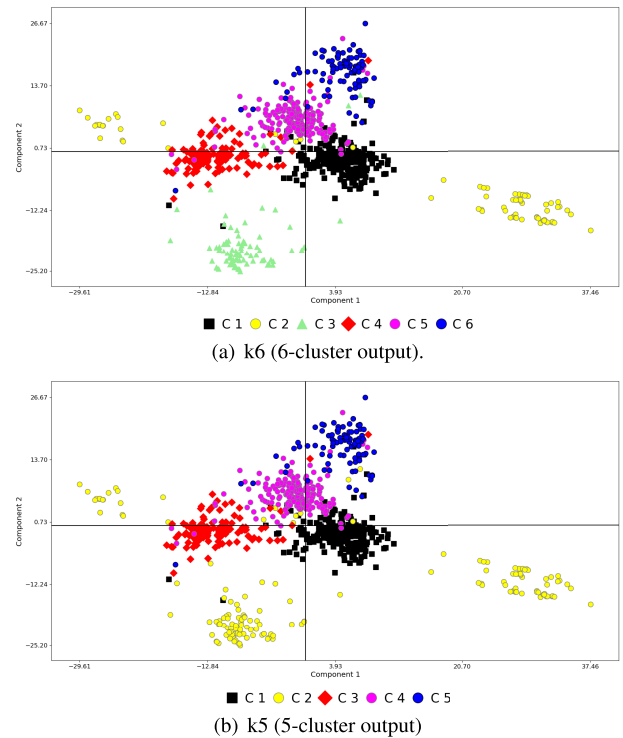 26.67
13.70
0.73
−12.24
−25.20
Component 2
−29.61 −12.84 3.93 20.70 37.46
Component 1
C 1 C 2 C 3 C 4 C 5 C 6
(a) k6 (6-cluster output).
26.67
13.70
0.73
−12.24
−25.20
Component 2
−29.61 −12.84 3.93 20.70 37.46
Component 1
C 1 C 2 C 3 C 4 C 5
(b) k5 (5-cluster output)